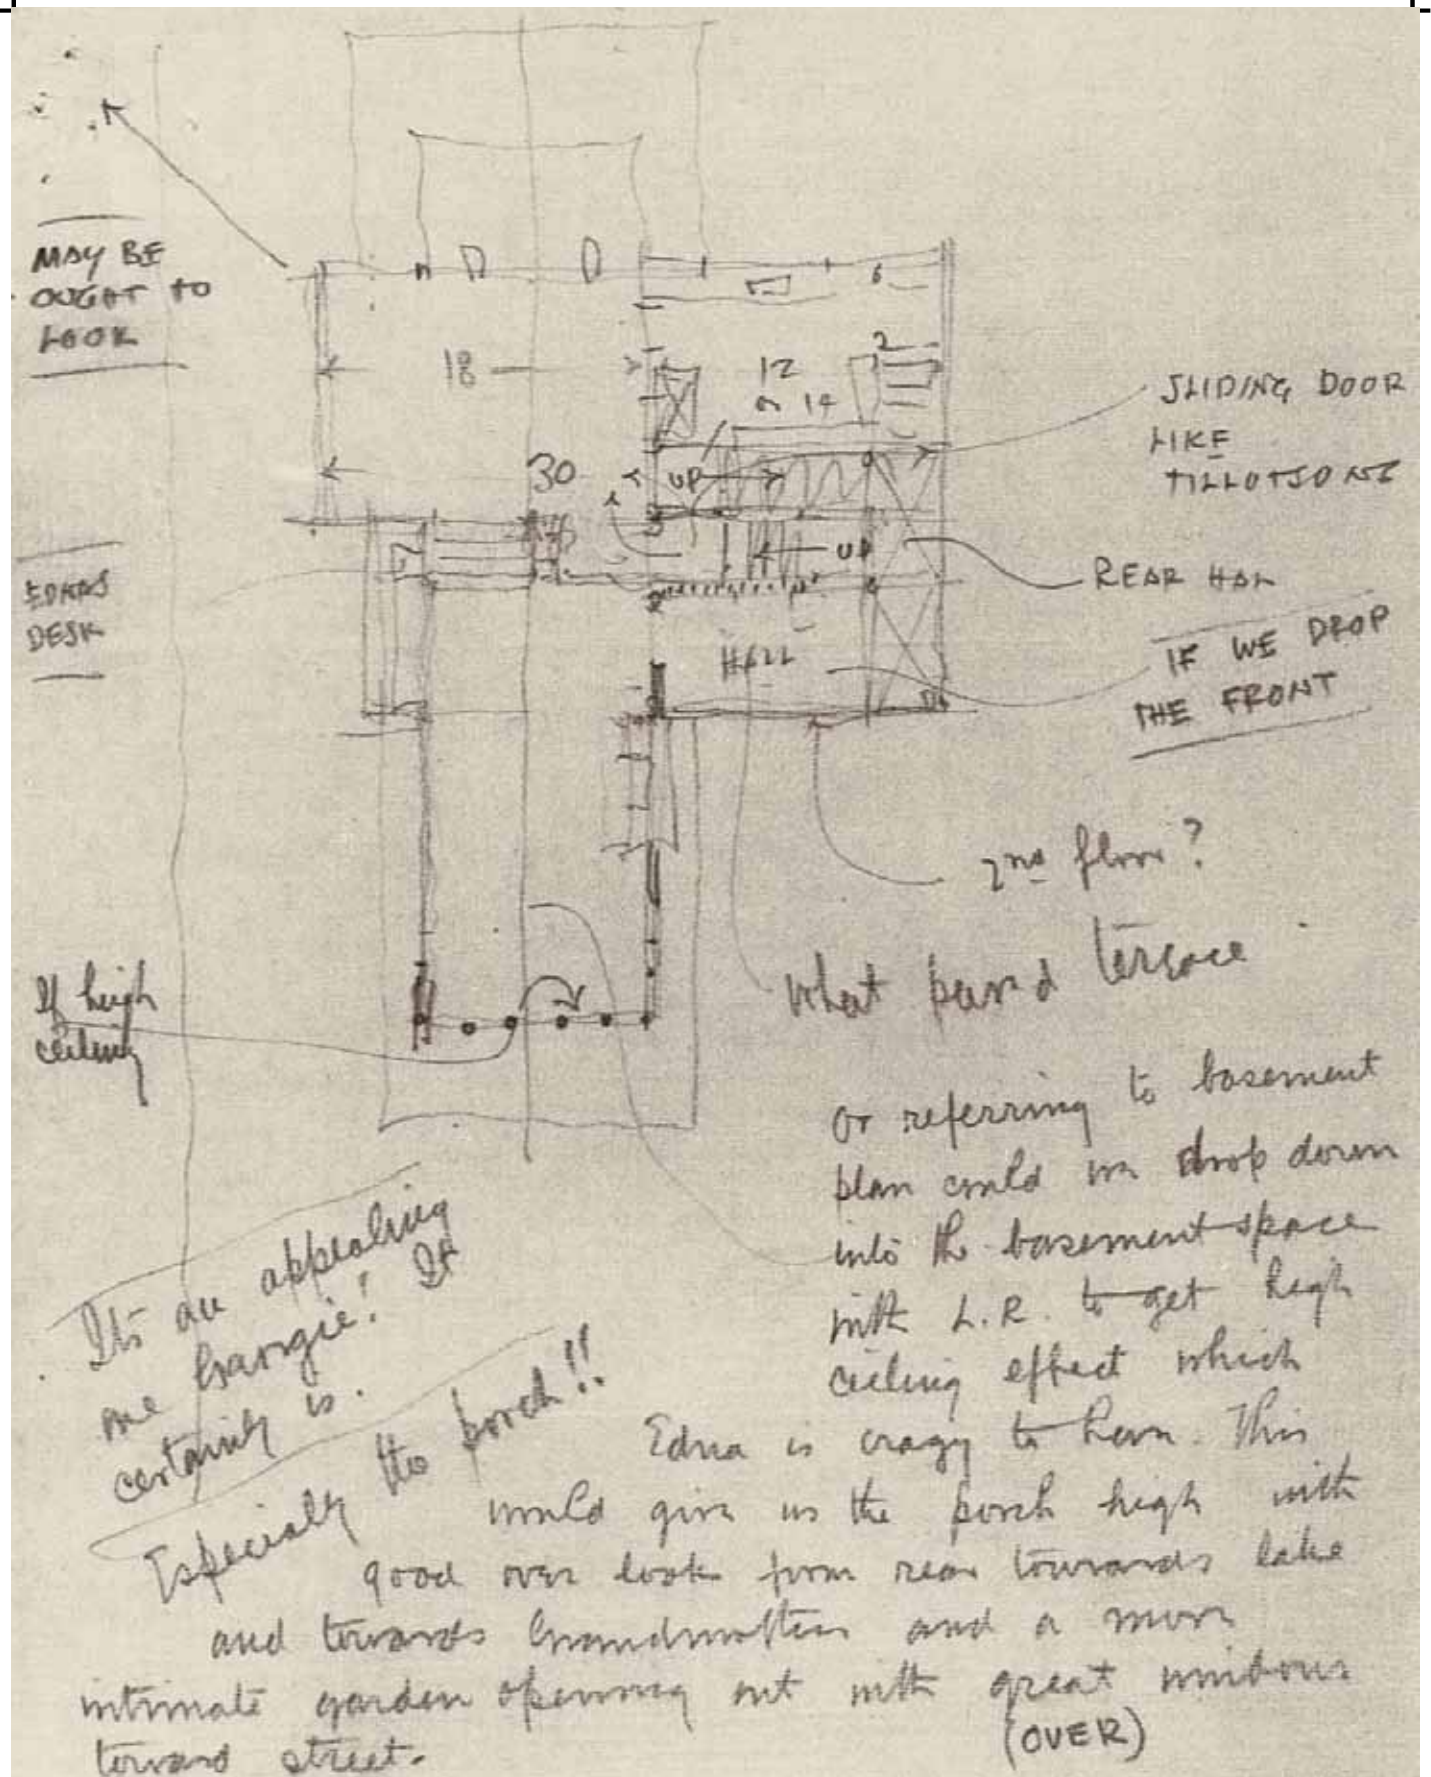 MAY BE
OUGHT TO
LOOK
18
12
or 14
2
6
30
UP
UP
SLIDING DOOR
LIKE
TILLOTSONS
REAR HAL
EDNAS
DESK
HALL
IF WE DROP
THE FRONT
2nd floor?
what terrace
If high
ceiling
or referring to basement
plan could we drop down
into the basement space
with L.R. to get high
ceiling effect which
Edna is crazy to have. This
would give us the porch high with
good over look from rear towards lake
and towards Grandmothers and a more
intimate garden opening out with great windows
toward street.
(OVER)
It's an appealing
one Georgie! It
certainly is.
Especially the porch!!